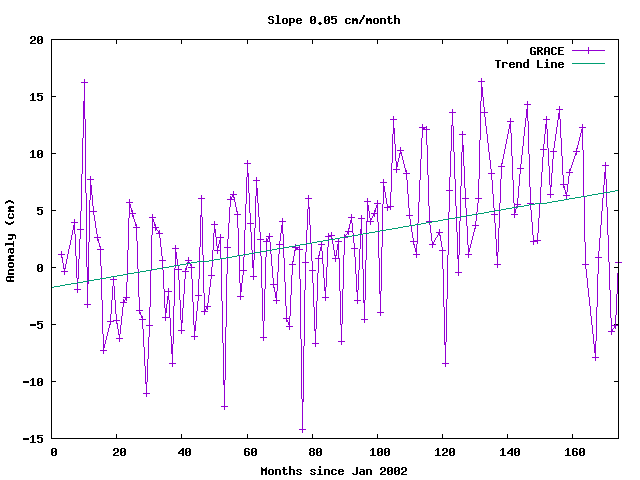 Slope 0.05 cm/month
20
15
10
5
0
-5
-10
-15
Anomaly (cm)
GRACE
Trend Line
0 20 40 60 80 100 120 140 160
Months since Jan 2002